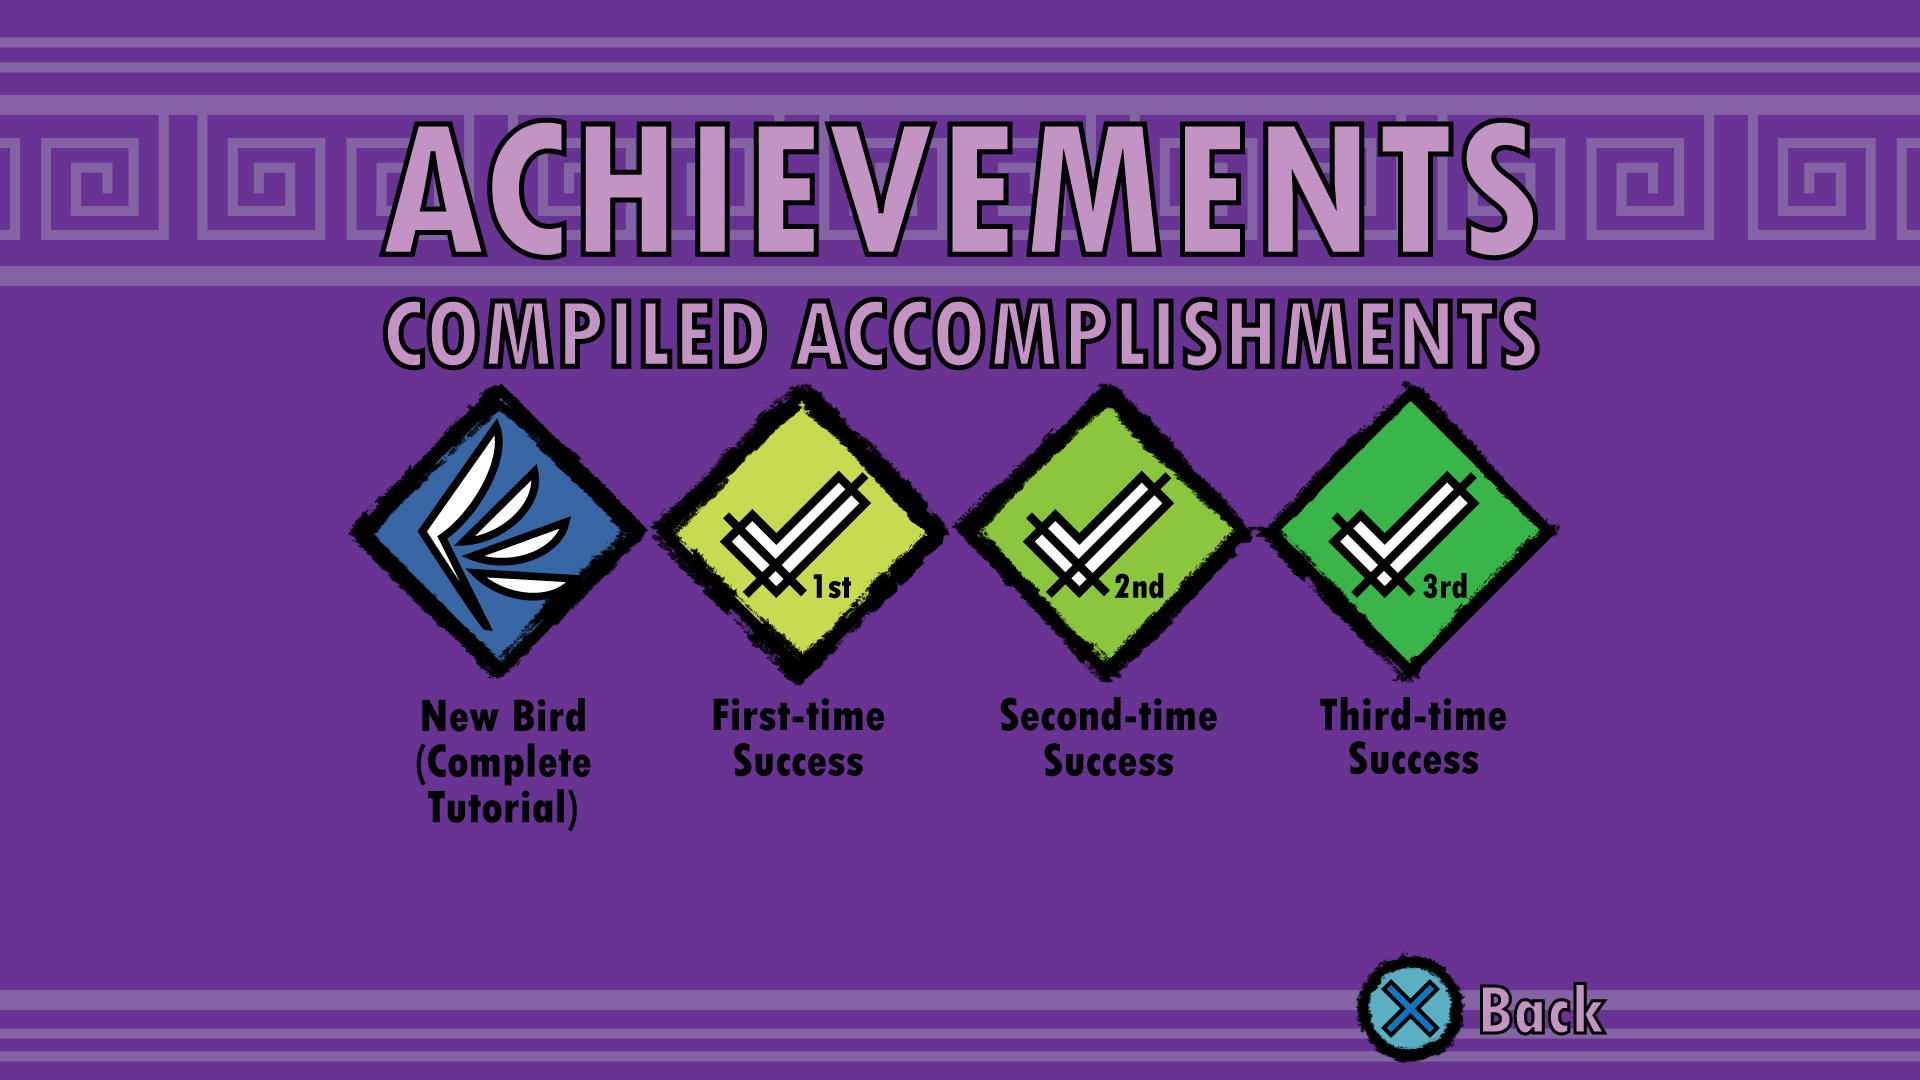 ACHIEVEMENTS
COMPILED ACCOMPLISHMENTS
1st
2nd
3rd
New Bird
(Complete
Tutorial)
First-time
Success
Second-time
Success
Third-time
Success
Back